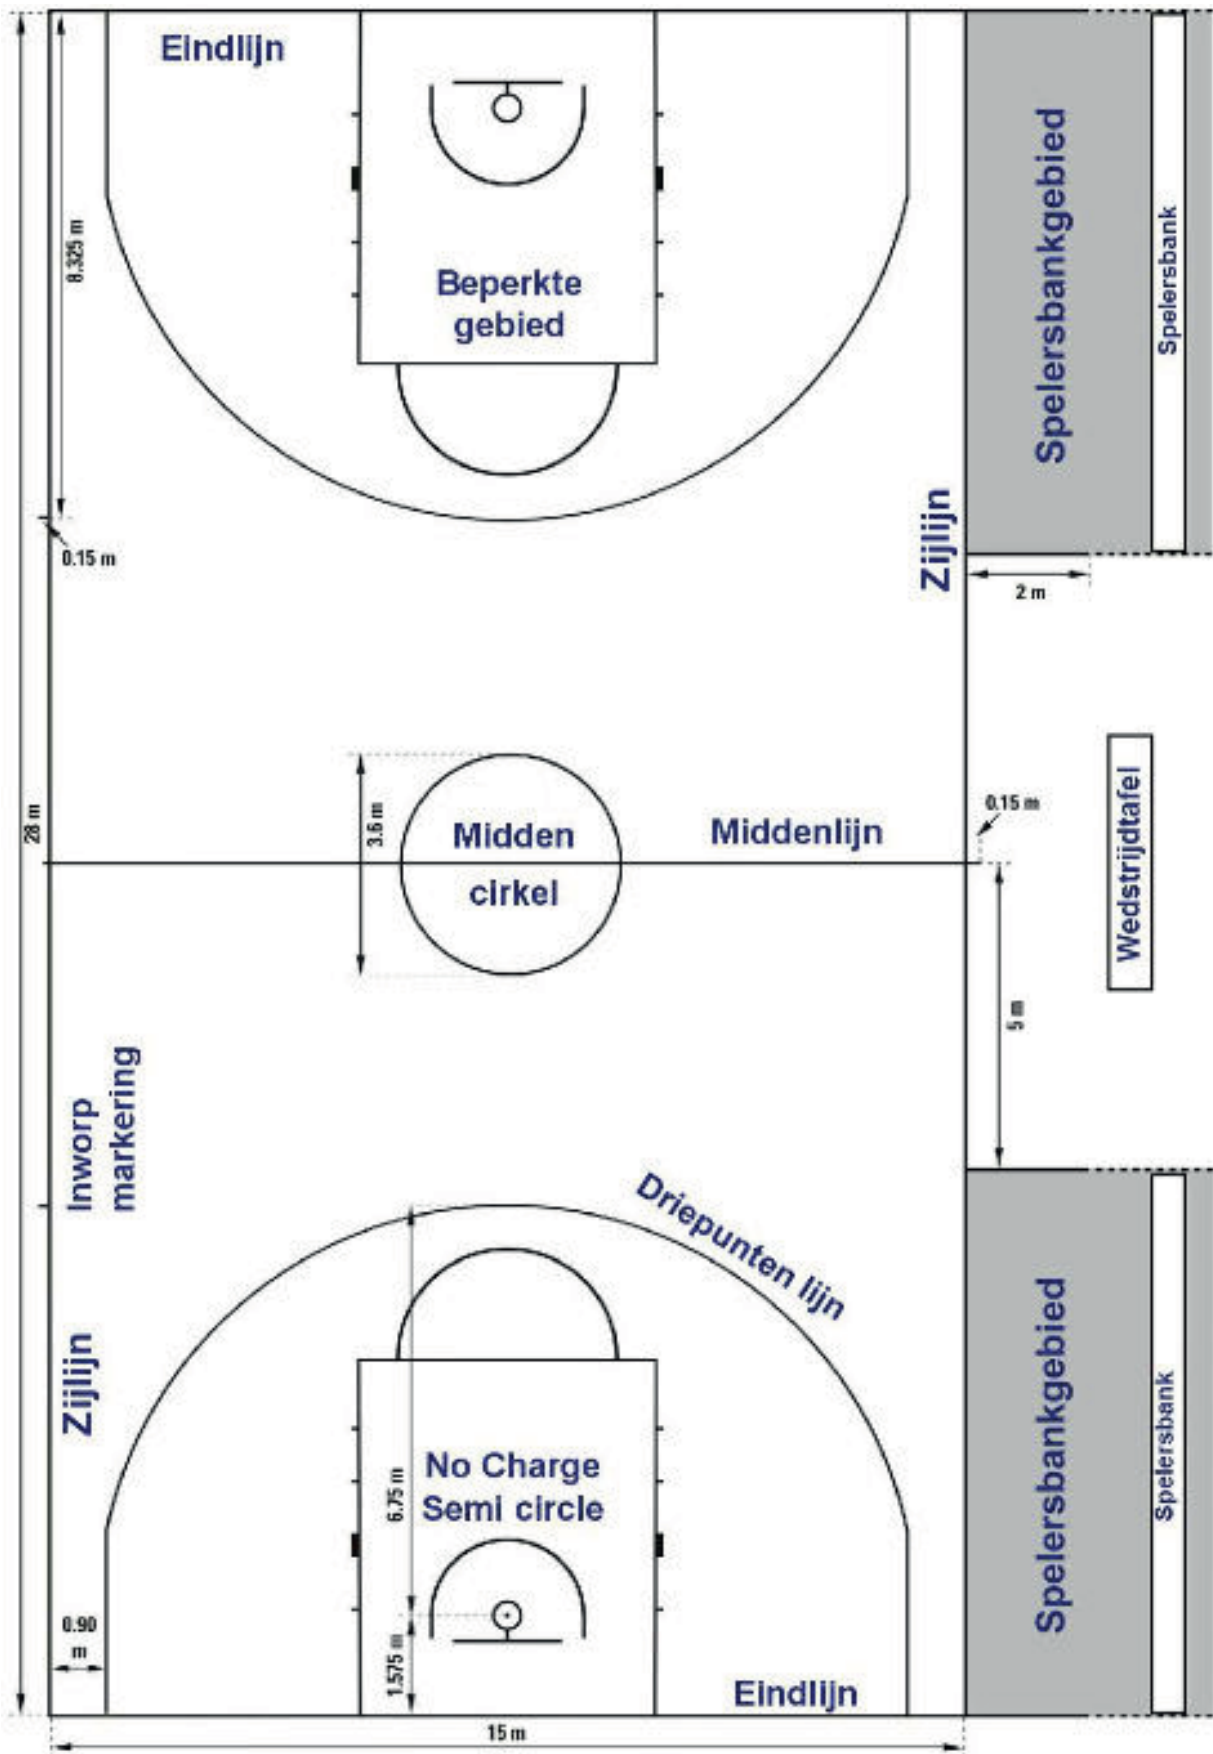 Eindlijn
8.325 m
Beperkte
gebied
Spelersbankgebied
Spelersbank
Zijlijn
0.15 m
2 m
28 m
3.6 m
Midden
cirkel
Middenlijn
0.15 m
Wedstrijdtafel
5 m
Inworp
markering
Driepunten lijn
Zijlijn
Spelersbankgebied
Spelersbank
6.75 m
No Charge
Semi circle
0.90
m
1.575 m
Eindlijn
15 m